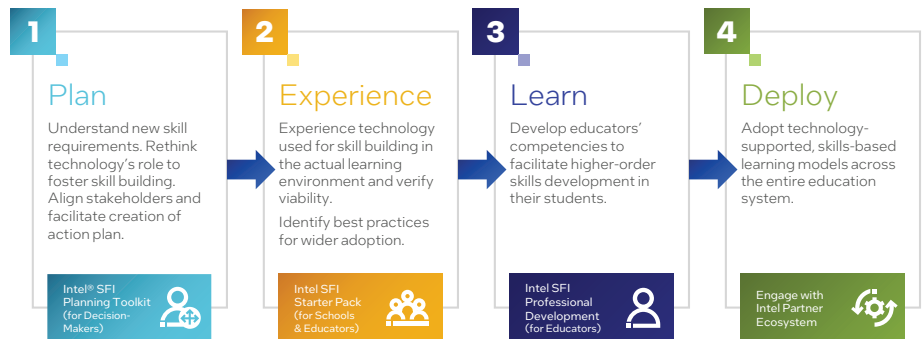 1
Plan
Understand new skill
requirements. Rethink
technology's role to
foster skill building.
Align stakeholders and
facilitate creation of
action plan.
Intel® SFI
Planning Toolkit
(for Decision-
Makers)
2
Experience
Experience technology
used for skill building in
the actual learning
environment and verify
viability.
Identify best practices
for wider adoption.
Intel SFI
Starter Pack
(for Schools
& Educators)
3
Learn
Develop educators'
competencies to
facilitate higher-order
skills development in
their students.
Intel SFI
Professional
Development
(for Educators)
4
Deploy
Adopt technology-
supported, skills-based
learning models across
the entire education
system.
Engage with
Intel Partner
Ecosystem